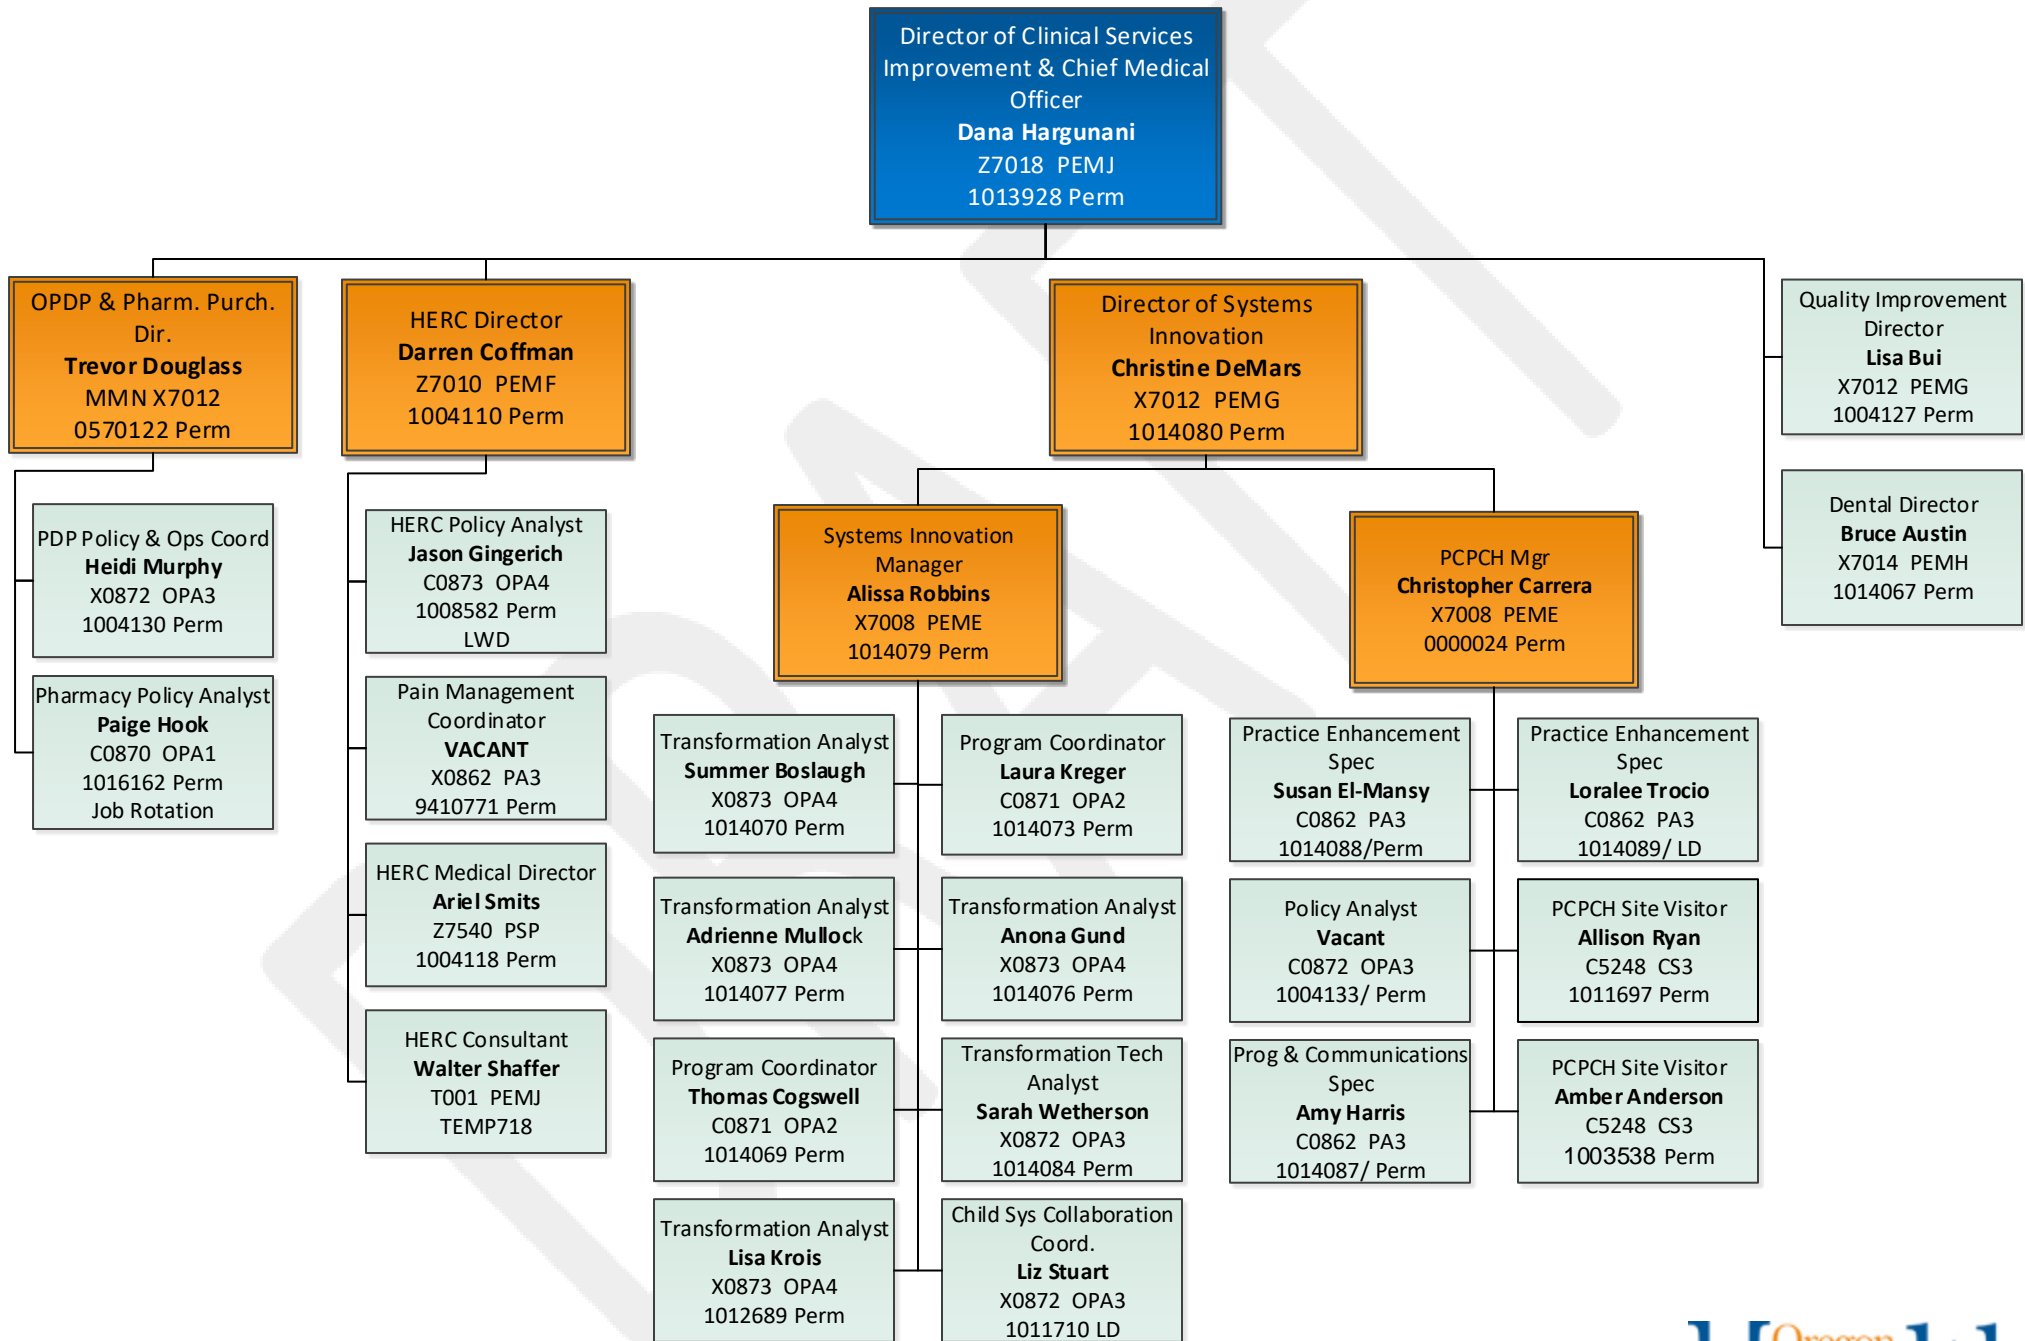 Director of Clinical Services
Improvement & Chief Medical
Officer
Dana Hargunani
Z7018 PEMJ
1013928 Perm
OPDP & Pharm. Purch.
Dir.
Trevor Douglass
MMN X7012
0570122 Perm
HERC Director
Darren Coffman
Z7010 PEMF
1004110 Perm
Director of Systems
Innovation
Christine DeMars
X7012 PEMG
1014080 Perm
Quality Improvement
Director
Lisa Bui
X7012 PEMG
1004127 Perm
Dental Director
Bruce Austin
X7014 PEMH
1014067 Perm
PDP Policy & Ops Coord
Heidi Murphy
X0872 OPA3
1004130 Perm
Pharmacy Policy Analyst
Paige Hook
C0870 OPA1
1016162 Perm
Job Rotation
HERC Policy Analyst
Jason Gingerich
C0873 OPA4
1008582 Perm
LWD
Pain Management
Coordinator
VACANT
X0862 PA3
9410771 Perm
HERC Medical Director
Ariel Smits
Z7540 PSP
1004118 Perm
HERC Consultant
Walter Shaffer
T001 PEMJ
TEMP718
Systems Innovation
Manager
Alissa Robbins
X7008 PEME
1014079 Perm
PCPCH Mgr
Christopher Carrera
X7008 PEME
0000024 Perm
Transformation Analyst
Summer Boslaugh
X0873 OPA4
1014070 Perm
Program Coordinator
Laura Kreger
C0871 OPA2
1014073 Perm
Transformation Analyst
Adrienne Mullock
X0873 OPA4
1014077 Perm
Transformation Analyst
Anona Gund
X0873 OPA4
1014076 Perm
Program Coordinator
Thomas Cogswell
C0871 OPA2
1014069 Perm
Transformation Tech
Analyst
Sarah Wetherson
X0872 OPA3
1014084 Perm
Transformation Analyst
Lisa Krois
X0873 OPA4
1012689 Perm
Child Sys Collaboration
Coord.
Liz Stuart
X0872 OPA3
1011710 LD
Practice Enhancement
Spec
Susan El-Mansy
C0862 PA3
1014088/Perm
Practice Enhancement
Spec
Loralee Trocio
C0862 PA3
1014089/ LD
Policy Analyst
Vacant
C0872 OPA3
1004133/ Perm
PCPCH Site Visitor
Allison Ryan
C5248 CS3
1011697 Perm
Prog & Communications
Spec
Amy Harris
C0862 PA3
1014087/ Perm
PCPCH Site Visitor
Amber Anderson
C5248 CS3
1003538 Perm
Oregon